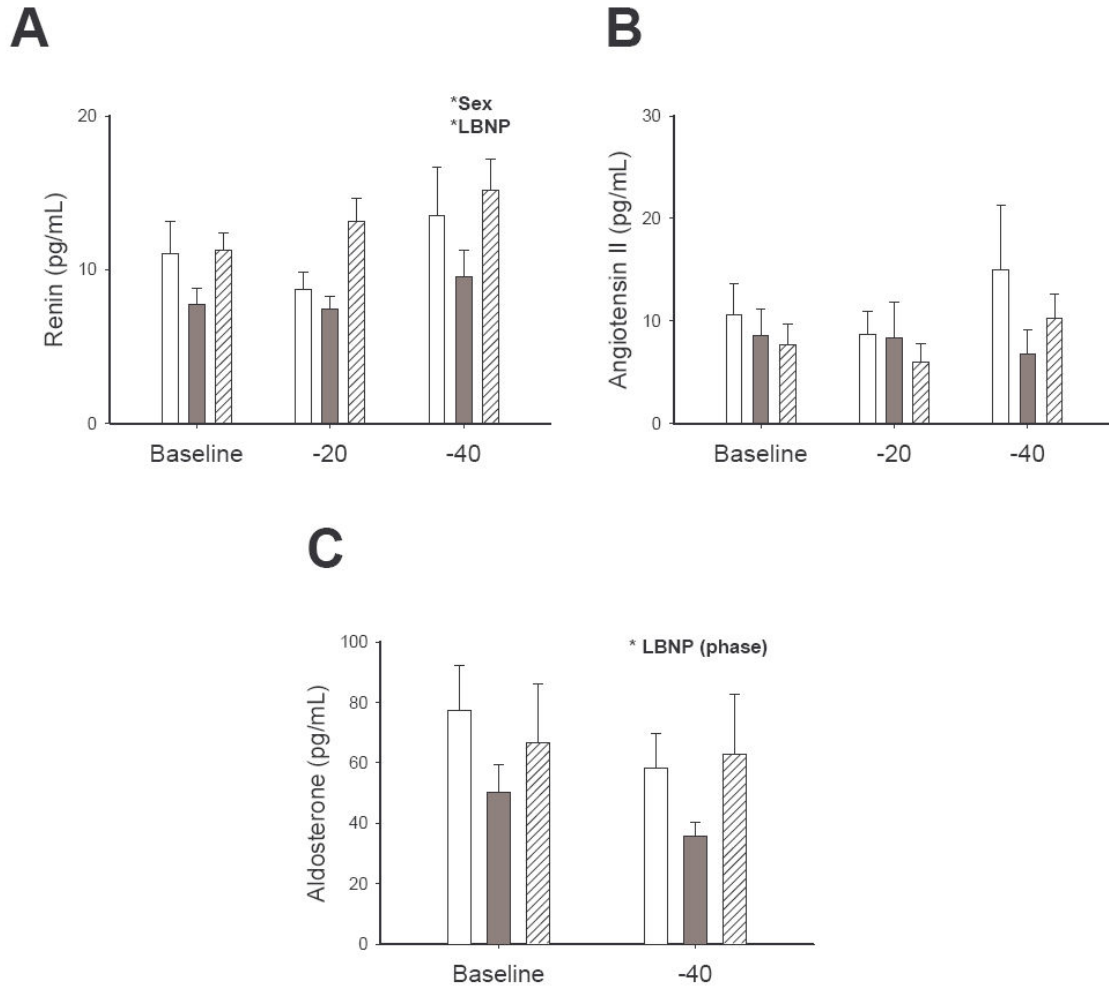 A
B
*Sex
*LBNP
20
10
0
Renin (pg/mL)
Baseline -20 -40
30
20
10
0
Angiotensin II (pg/mL)
Baseline -20 -40
C
* LBNP (phase)
100
80
60
40
20
0
Aldosterone (pg/mL)
Baseline -40